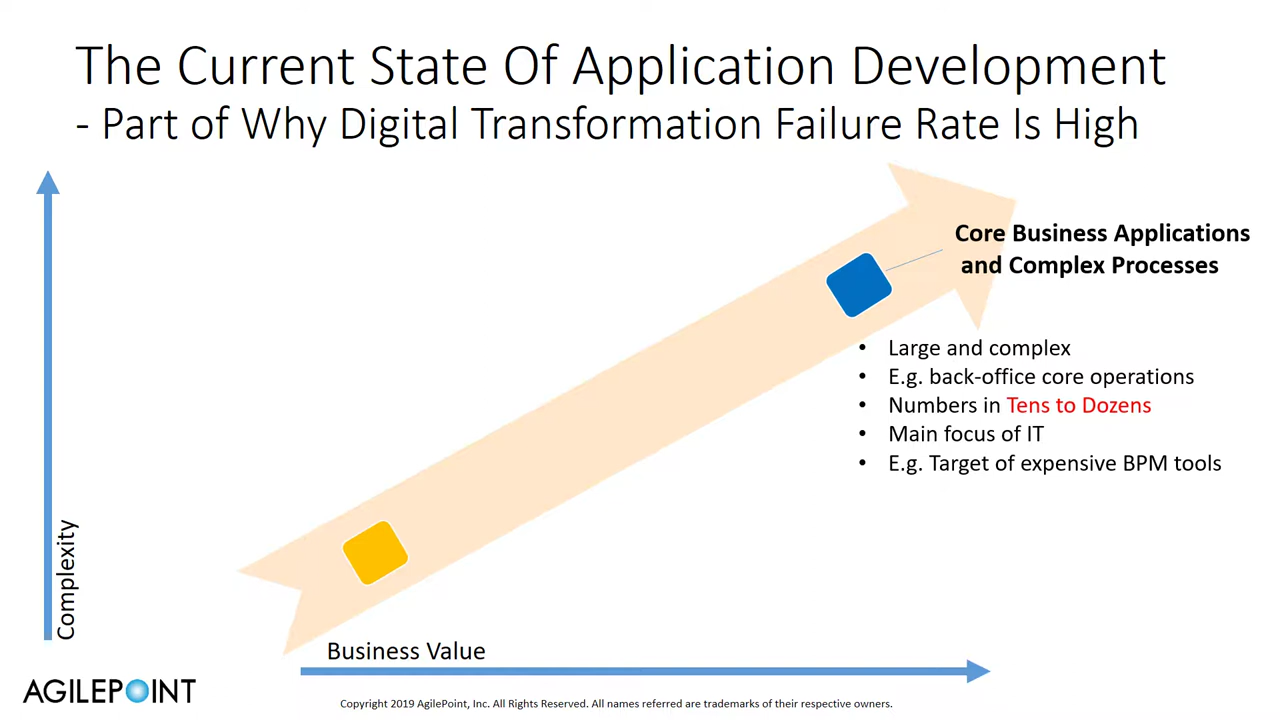 The Current State Of Application Development
- Part of Why Digital Transformation Failure Rate Is High
Core Business Applications
and Complex Processes
• Large and complex
• E.g. back-office core operations
• Numbers in Tens to Dozens
• Main focus of IT
• E.g. Target of expensive BPM tools
Complexity
Business Value
AGILEPOINT
Copyright 2019 AgilePoint, Inc. All Rights Reserved. All names referred are trademarks of their respective owners.